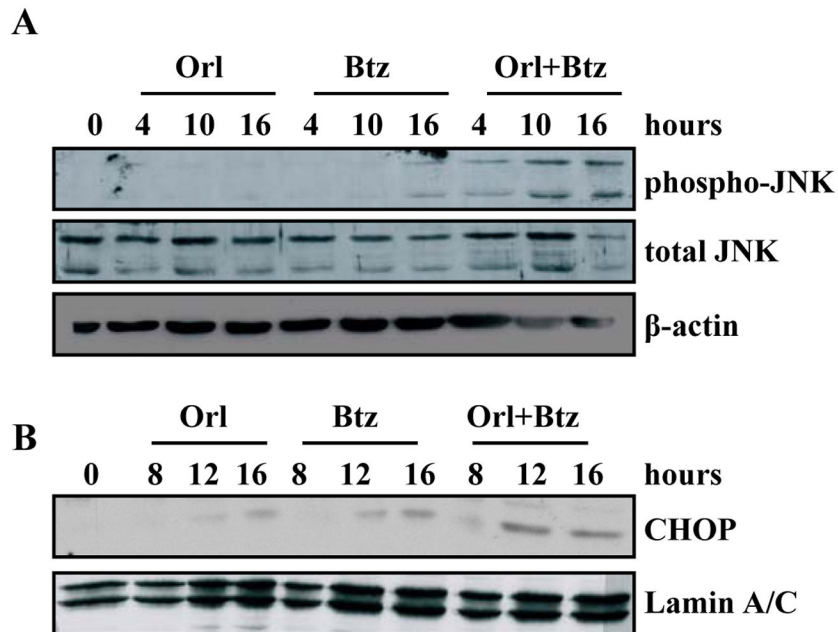 A
Orl Btz Orl+Btz
0 4 10 16 4 10 16 4 10 16 hours
phospho-JNK
total JNK
β-actin
B
Orl Btz Orl+Btz
0 8 12 16 8 12 16 8 12 16 hours
CHOP
Lamin A/C